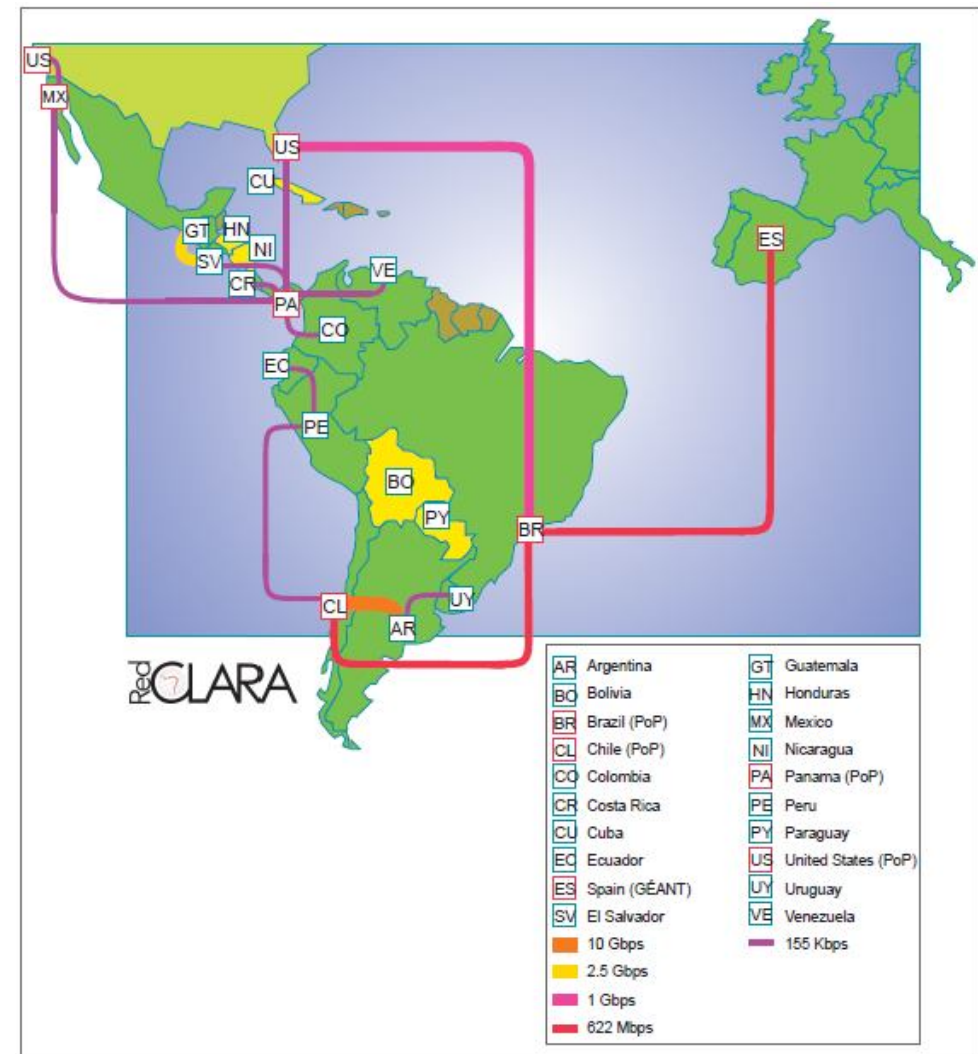 US
MX
US
CU
GT HN
NI
SV
CR
VE
PA
CO
EC
PE
ES
BO
PY
BR
CL
UY
AR
Red CLARA
AR Argentina
BO Bolivia
BR Brazil (PoP)
CL Chile (PoP)
CO Colombia
CR Costa Rica
CU Cuba
EC Ecuador
ES Spain (GÉANT)
SV El Salvador
10 Gbps
2.5 Gbps
1 Gbps
622 Mbps
GT Guatemala
HN Honduras
MX Mexico
NI Nicaragua
PA Panama (PoP)
PE Peru
PY Paraguay
US United States (PoP)
UY Uruguay
VE Venezuela
155 Kbps